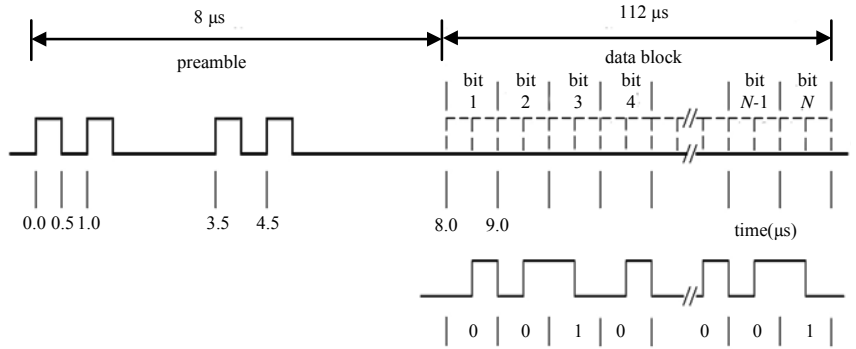 8 μs
112 μs
preamble
data block
bit bit bit bit bit bit
1 2 3 4 N-1 N
0.0 0.5 1.0 3.5 4.5 8.0 9.0
time(μs)
0 0 1 0 0 0 1